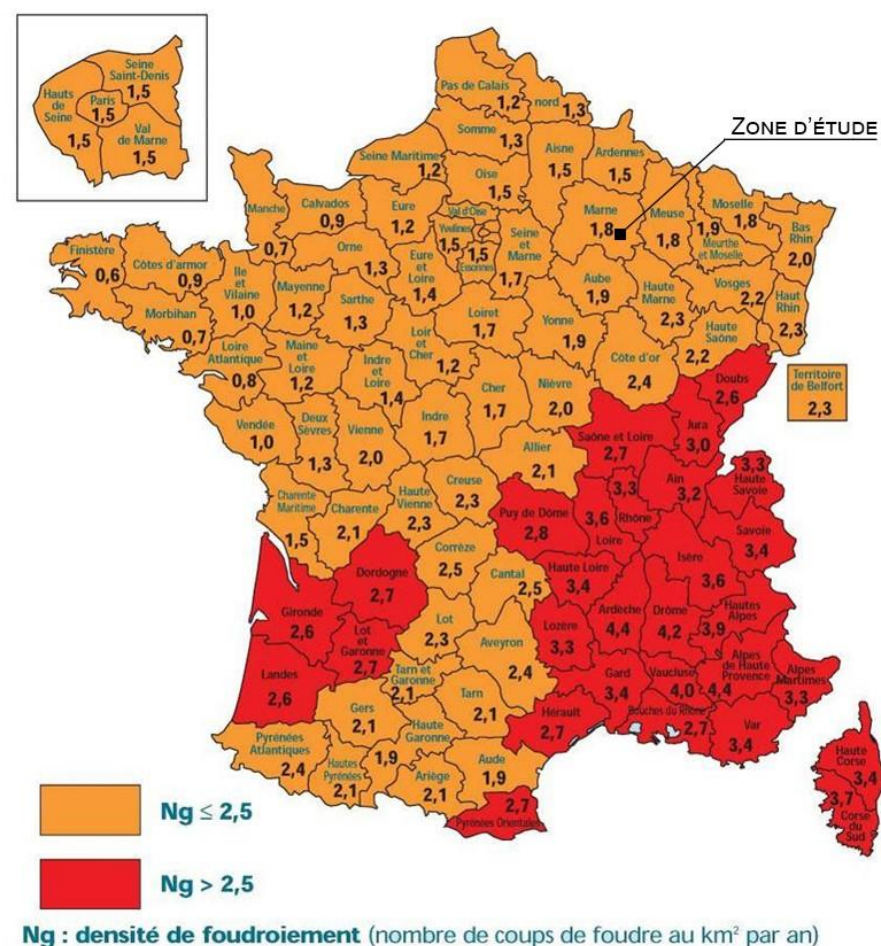 Seine
Saint-Denis
1,5
Hauts
de
Seine
1,5
Paris
1,5
Val
de Marne
1,5
ZONE D'ÉTUDE
Pas de Calais
1,2
nord
1,3
Somme
1,3
Seine Maritime
1,2
Aisne
1,5
Ardennes
1,5
Oise
1,5
Manche
0,7
Calvados
0,9
Eure
1,2
Val d'Oise
Yvelines
1,5
1,5
Essonnes
Seine
et
Marne
1,7
Marne
1,8
Meuse
1,8
Moselle
1,8
1,9
Meurthe
et Moselle
Bas
Rhin
2,0
Finistère
0,6
Côtes d'armor
0,9
Morbihan
0,7
Ile
et
Vilaine
1,0
Orne
1,3
Mayenne
1,2
Sarthe
1,3
Eure
et
Loire
1,4
Loiret
1,7
Yonne
1,9
Aube
1,9
Haute
Marne
2,3
Vosges
2,2
Haut
Rhin
2,3
Haute
Saône
2,2
Loire
Atlantique
0,8
Maine
et
Loire
1,2
Indre
et
Loire
1,4
Loir
et
Cher
1,2
Cher
1,7
Nièvre
2,0
Côte d'or
2,4
Doubs
2,6
Territoire
de Belfort
2,3
Vendée
1,0
Deux
Sèvres
1,3
Vienne
2,0
Indre
1,7
Allier
2,1
Saône et Loire
2,7
Jura
3,0
Charente
Maritime
1,5
Charente
2,1
Haute
Vienne
2,3
Creuse
2,3
Puy de Dôme
2,8
3,6
Loire
3,3
Rhône
Ain
3,2
3,3
Haute
Savoie
Savoie
3,4
Isère
3,6
Corrèze
2,5
Cantal
2,5
Haute Loire
3,4
Dordogne
2,7
Gironde
2,6
Lot
et
Garonne
2,7
Lot
2,3
Aveyron
2,4
Lozère
3,3
Ardèche
4,4
Drôme
4,2
Hautes
Alpes
3,9
Landes
2,6
Tarn et
Garonne
2,1
Tarn
2,1
Gard
3,4
Vaucluse
4,0
Alpes
de Haute
Provence
4,4
Alpes
Martimes
3,3
Gers
2,1
Haute
Garonne
1,9
Hérault
2,7
Bouches du Rhône
2,7
Var
3,4
Pyrénées
Atlantiques
2,4
Hautes
Pyrénées
2,1
Ariége
2,1
Aude
1,9
2,7
Pyrénées Orientales
Haute
Corse
3,4
3,7
Corse
du
Sud
Ng ≤ 2,5
Ng > 2,5
Ng : densité de foudroiement (nombre de coups de foudre au km² par an)